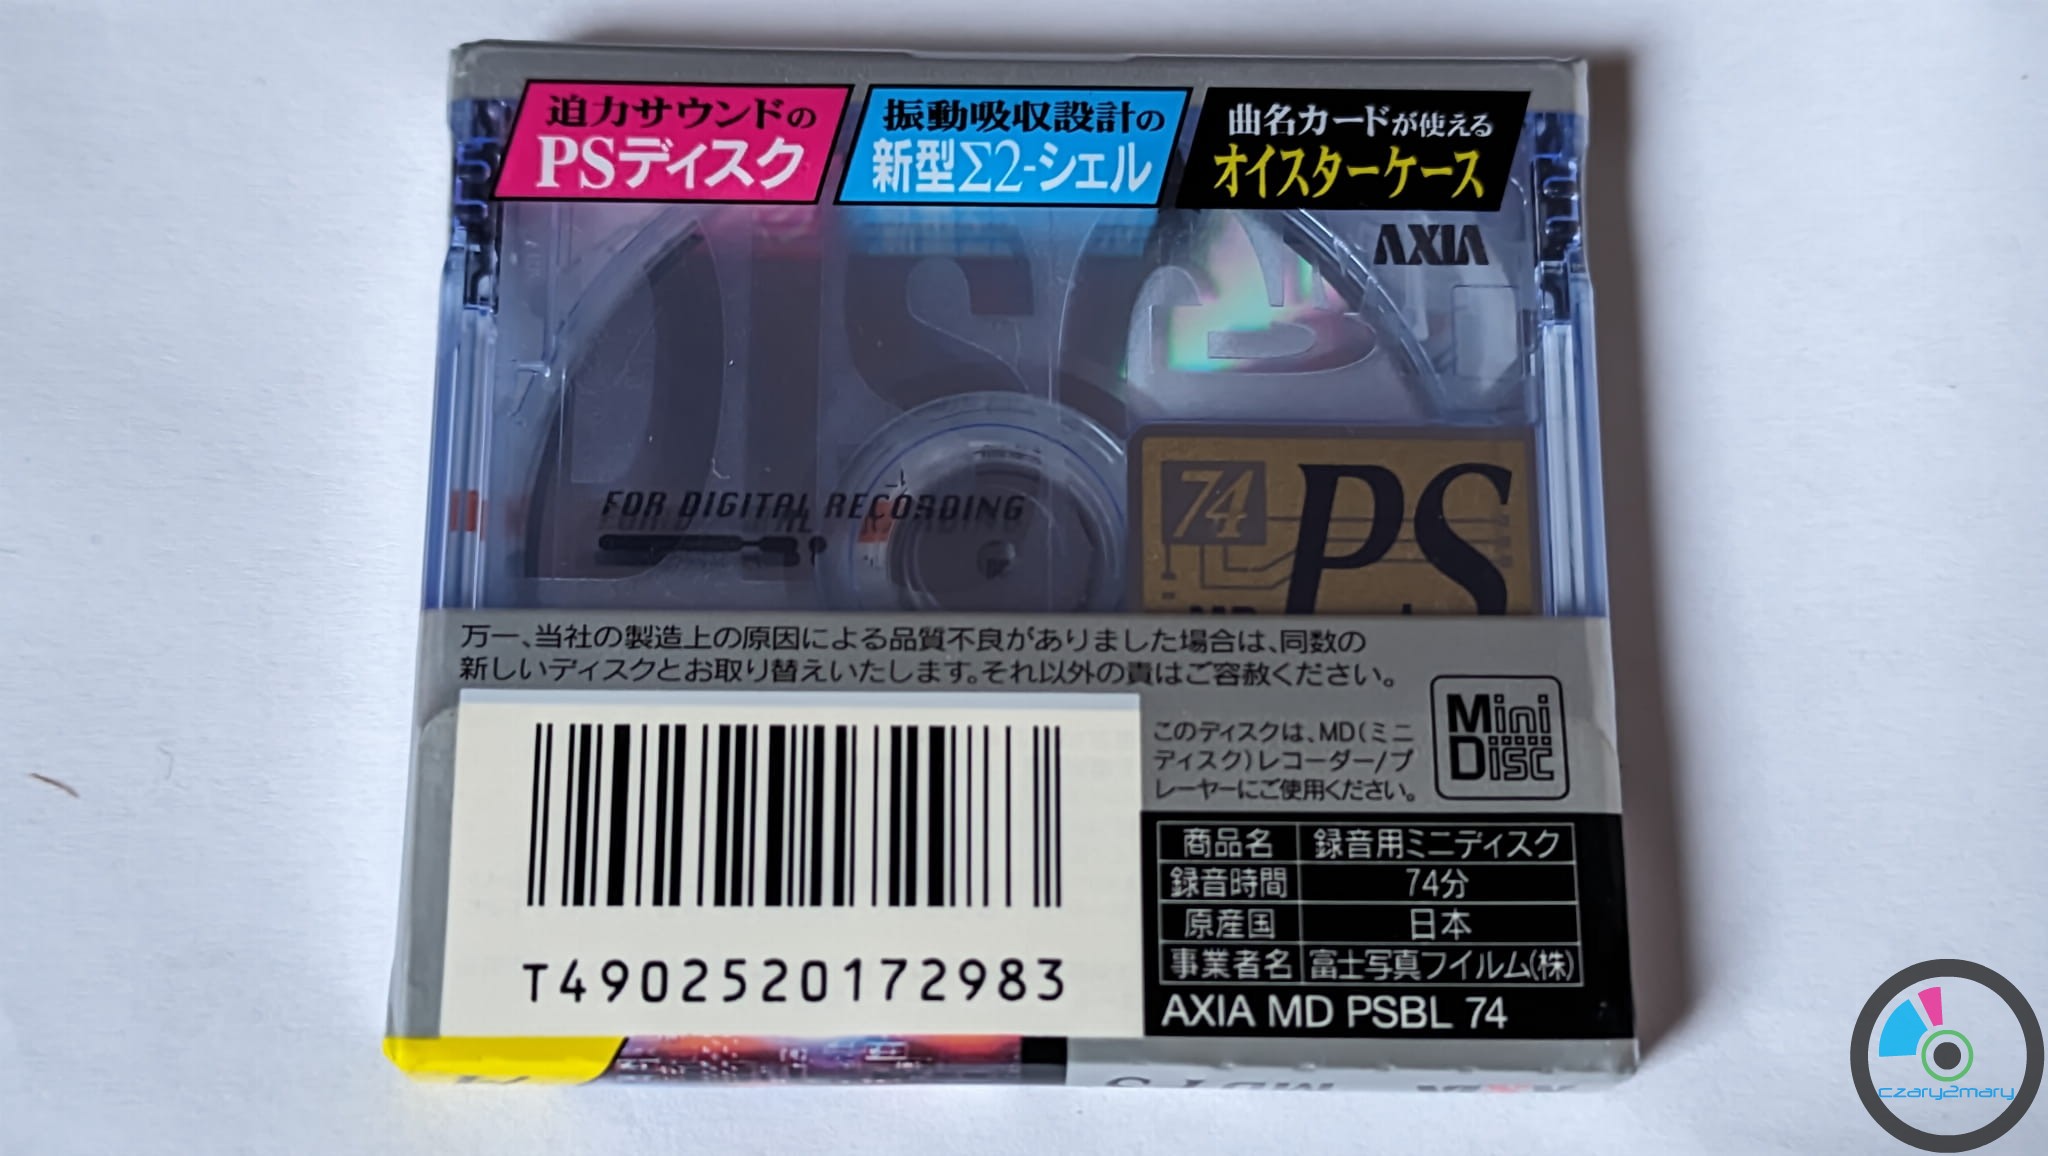 迫力サウンドの
PSディスク
振動吸収設計の
新型Σ2-シェル
曲名カードが使える
オイスターケース
AXIA
DISC
FOR DIGITAL RECORDING
74
PS
万一、当社の製造上の原因による品質不良がありました場合は、同数の
新しいディスクとお取り替えいたします。それ以外の責はご容赦ください。
このディスクは、MD(ミニ
ディスク)レコーダー/プ
レーヤーにご使用ください。
Mini
Disc
商品名 録音用ミニディスク
録音時間 74分
原産国 日本
事業者名 富士写真フイルム(株)
AXIA MD PSBL 74
T4902520172983
czary2mary